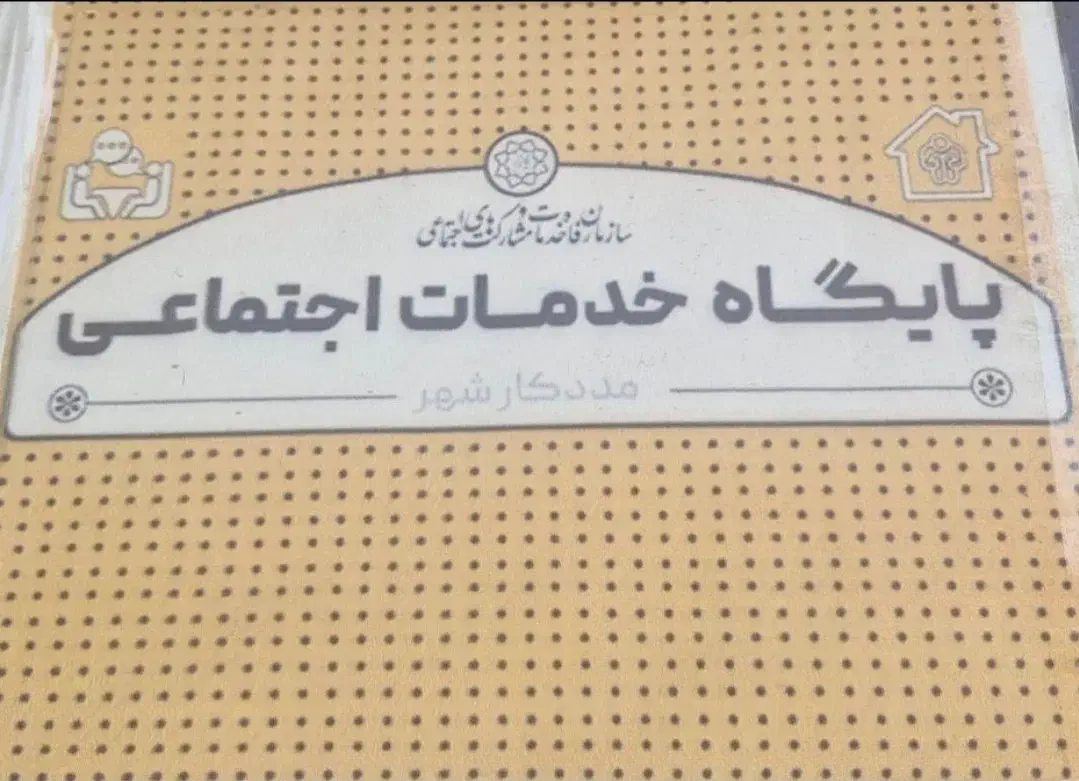 سازمان رفاه، خدمات و مشارکت‌های اجتماعی
پایگاه خدمات اجتماعی
مددکار شهر